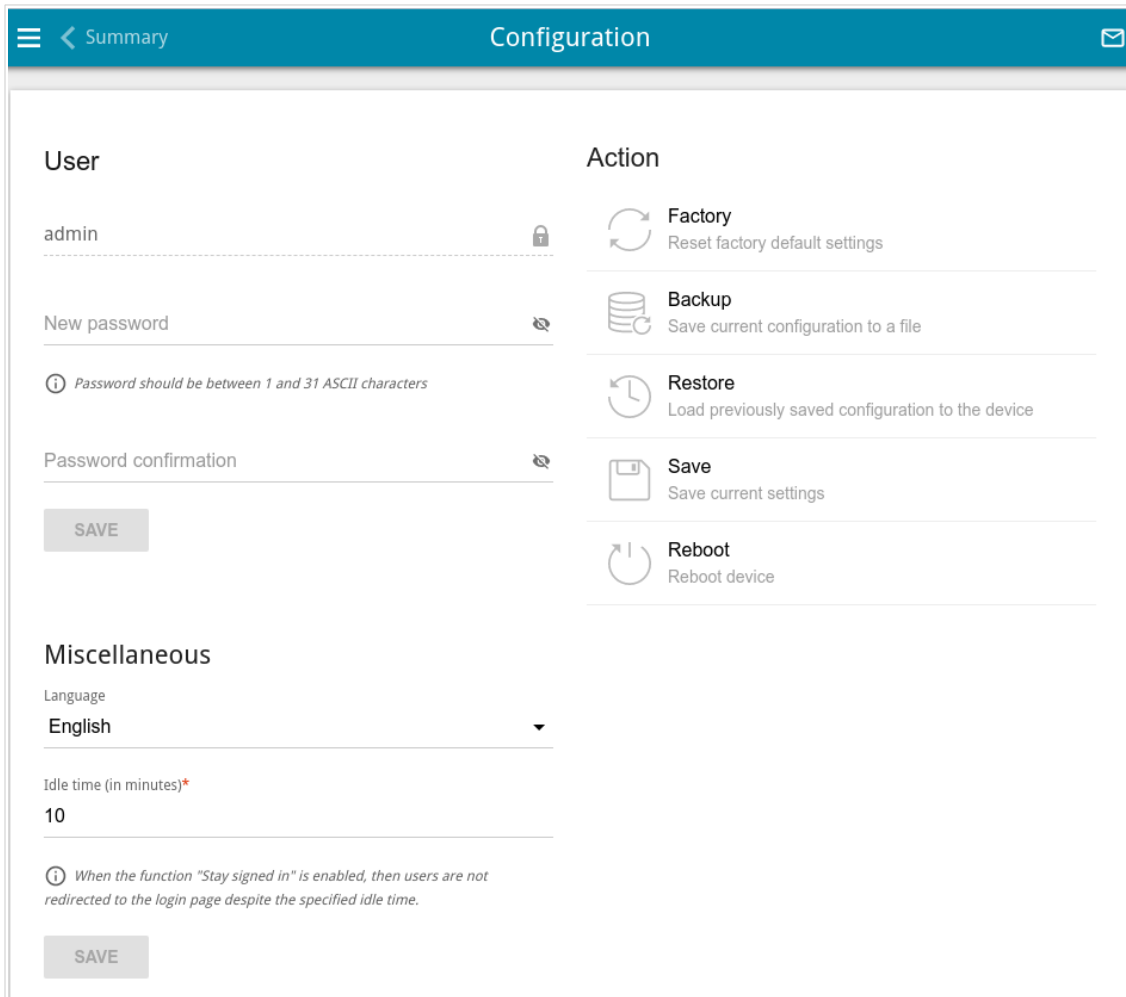 Summary
Configuration
User
admin
New password
Password should be between 1 and 31 ASCII characters
Password confirmation
SAVE
Miscellaneous
Language
English
Idle time (in minutes)*
10
When the function "Stay signed in" is enabled, then users are not
redirected to the login page despite the specified idle time.
SAVE
Action
Factory
Reset factory default settings
Backup
Save current configuration to a file
Restore
Load previously saved configuration to the device
Save
Save current settings
Reboot
Reboot device